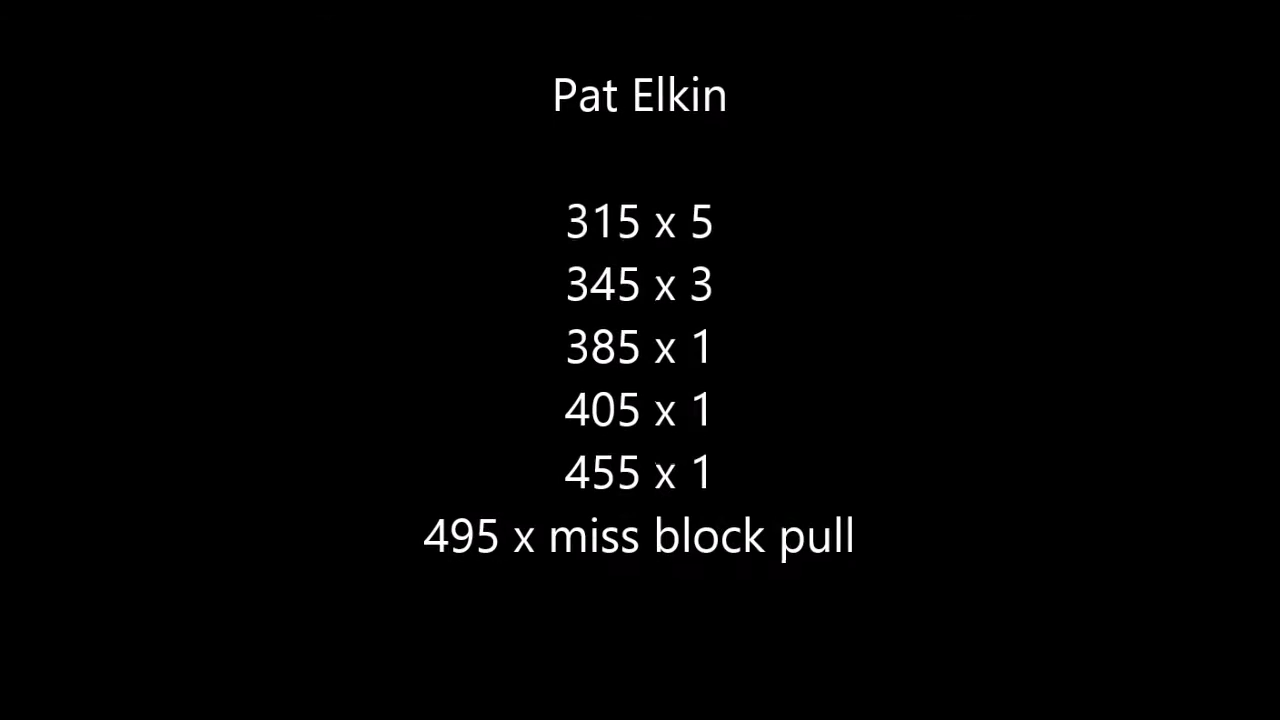 Pat Elkin
315 x 5
345 x 3
385 x 1
405 x 1
455 x 1
495 x miss block pull